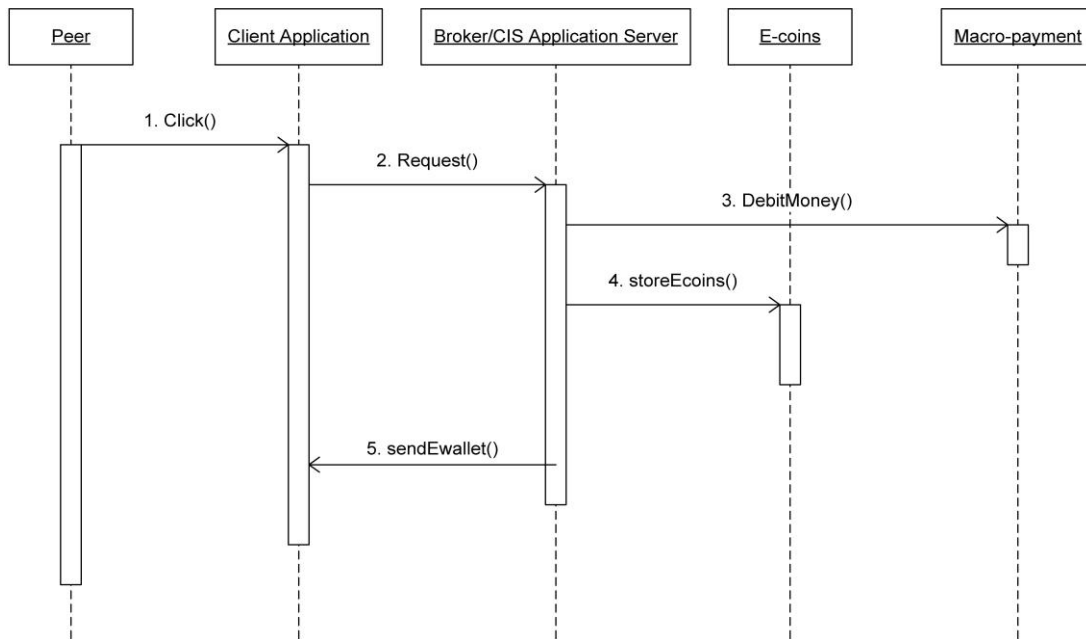 Peer
Client Application
Broker/CIS Application Server
E-coins
Macro-payment
1. Click()
2. Request()
3. DebitMoney()
4. storeEcoins()
5. sendEwallet()